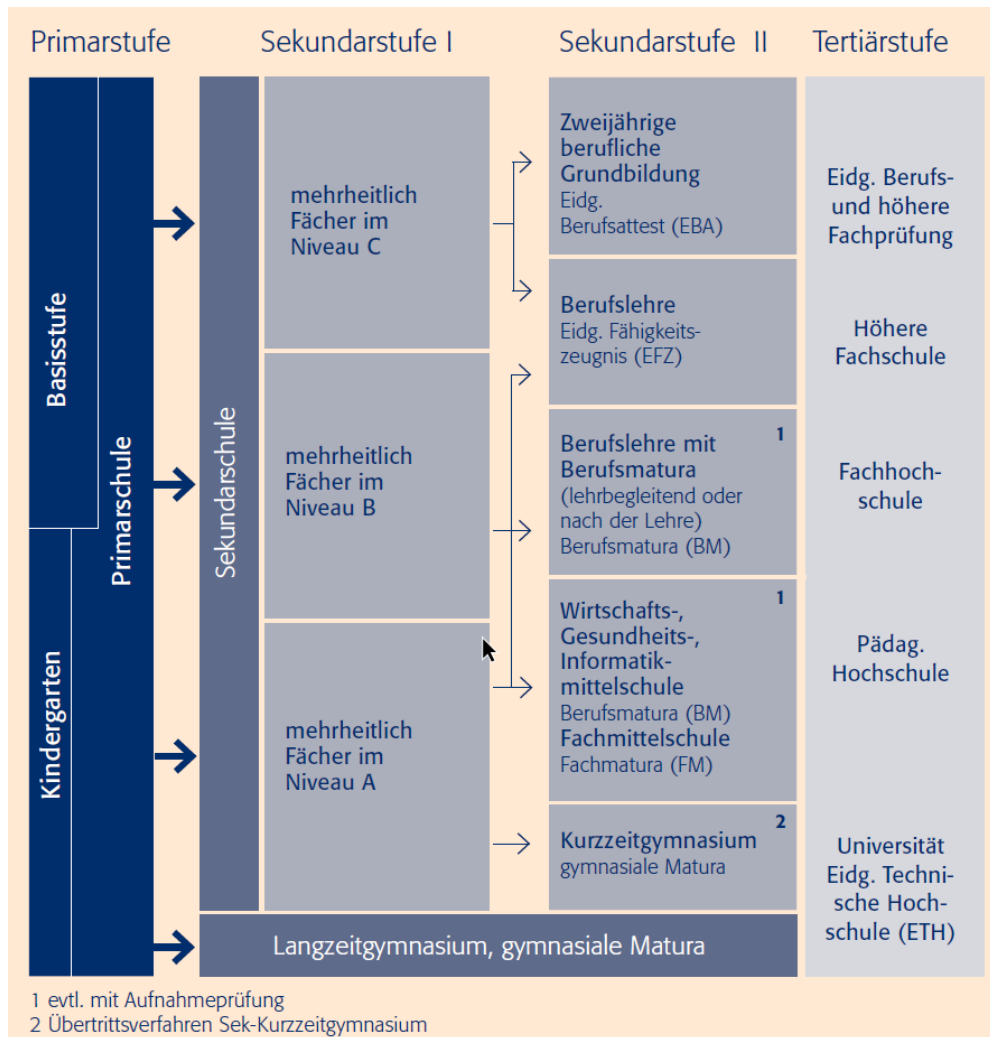 Primarstufe
Sekundarstufe I
Sekundarstufe II
Tertiärstufe
Basisstufe
Kindergarten
Primarschule
Sekundarschule
mehrheitlich
Fächer im
Niveau C
mehrheitlich
Fächer im
Niveau B
mehrheitlich
Fächer im
Niveau A
Zweijährige
berufliche
Grundbildung
Eidg.
Berufsattest (EBA)
Berufslehre
Eidg. Fähigkeits-
zeugnis (EFZ)
Berufslehre mit 1
Berufsmatura
(lehrbegleitend oder
nach der Lehre)
Berufsmatura (BM)
Wirtschafts-, 1
Gesundheits-,
Informatik-
mittelschule
Berufsmatura (BM)
Fachmittelschule
Fachmatura (FM)
Kurzzeitgymnasium 2
gymnasiale Matura
Langzeitgymnasium, gymnasiale Matura
Eidg. Berufs-
und höhere
Fachprüfung
Höhere
Fachschule
Fachhoch-
schule
Pädag.
Hochschule
Universität
Eidg. Techni-
sche Hoch-
schule (ETH)
1 evtl. mit Aufnahmeprüfung
2 Übertrittsverfahren Sek-Kurzzeitgymnasium